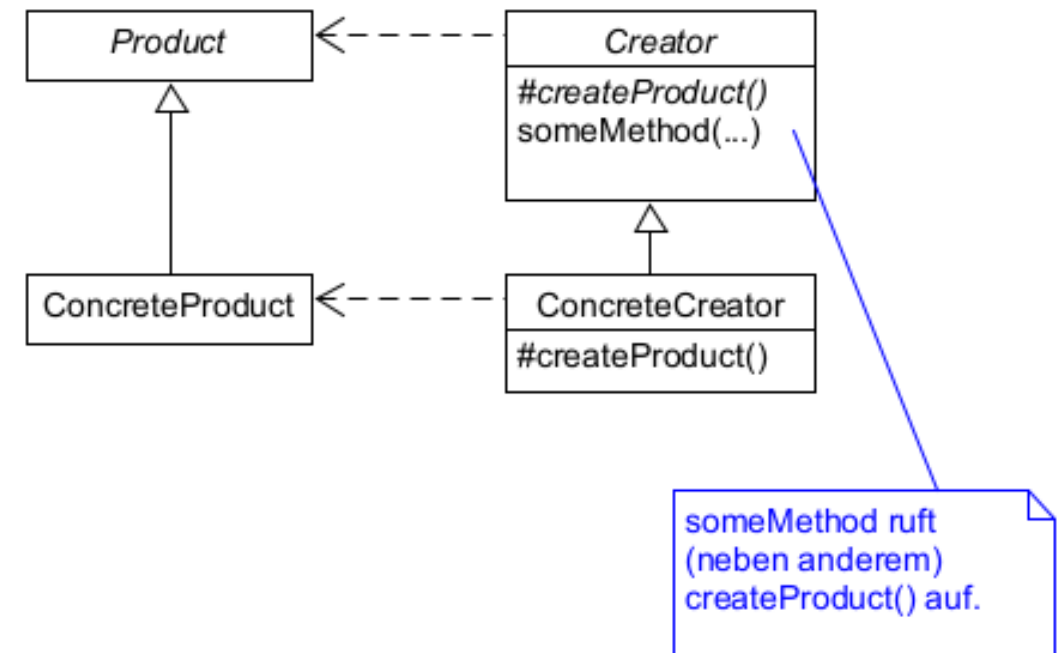 Product
Creator
#createProduct()
someMethod(...)
ConcreteProduct
ConcreteCreator
#createProduct()
someMethod ruft
(neben anderem)
createProduct() auf.